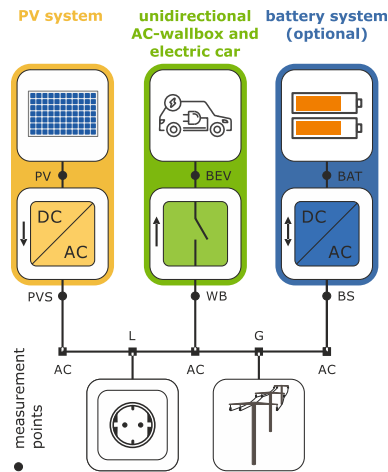 PV system
unidirectional
AC-wallbox and
electric car
battery system
(optional)
PV
BEV
BAT
DC
AC
DC
AC
PVS
WB
BS
L
G
AC
AC
AC
measurement
points